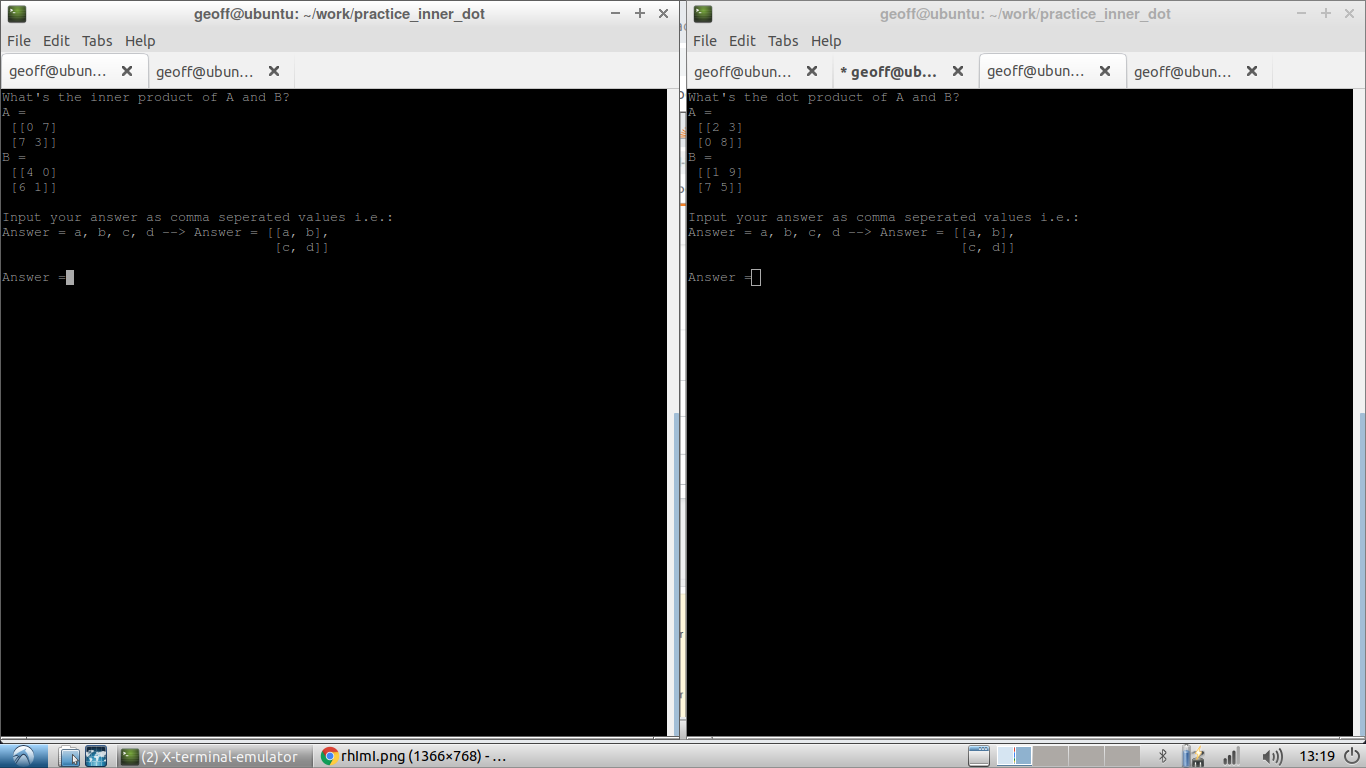 geoff@ubuntu: ~/work/practice_inner_dot
File Edit Tabs Help
geoff@ubun...
geoff@ubun...
What's the inner product of A and B?
A =
[[0 7]
[7 3]]
B =
[[4 0]
[6 1]]
Input your answer as comma seperated values i.e.:
Answer = a, b, c, d --> Answer = [[a, b],
[c, d]]
Answer =
geoff@ubuntu: ~/work/practice_inner_dot
File Edit Tabs Help
geoff@ubun...
* geoff@ub...
geoff@ubun...
geoff@ubun...
What's the dot product of A and B?
A =
[[2 3]
[0 8]]
B =
[[1 9]
[7 5]]
Input your answer as comma seperated values i.e.:
Answer = a, b, c, d --> Answer = [[a, b],
[c, d]]
Answer =
(2) X-terminal-emulator
rhImI.png (1366×768) - ...
13:19